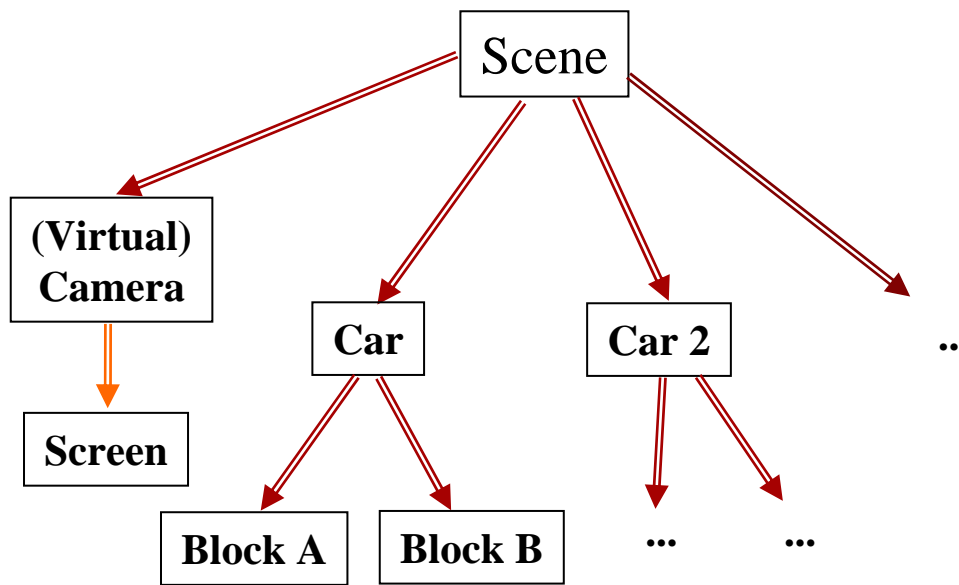 Scene
(Virtual)
Camera
Car
Car 2
..
Screen
Block A
Block B
...
...